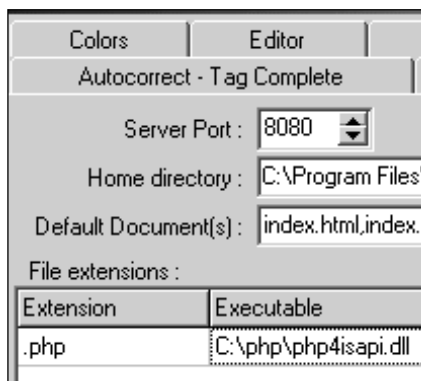 Colors Editor
Autocorrect - Tag Complete
Server Port : 8080
Home directory : C:\Program Files
Default Document(s) : index.html,index.
File extensions :
Extension Executable
.php C:\php\php4isapi.dll